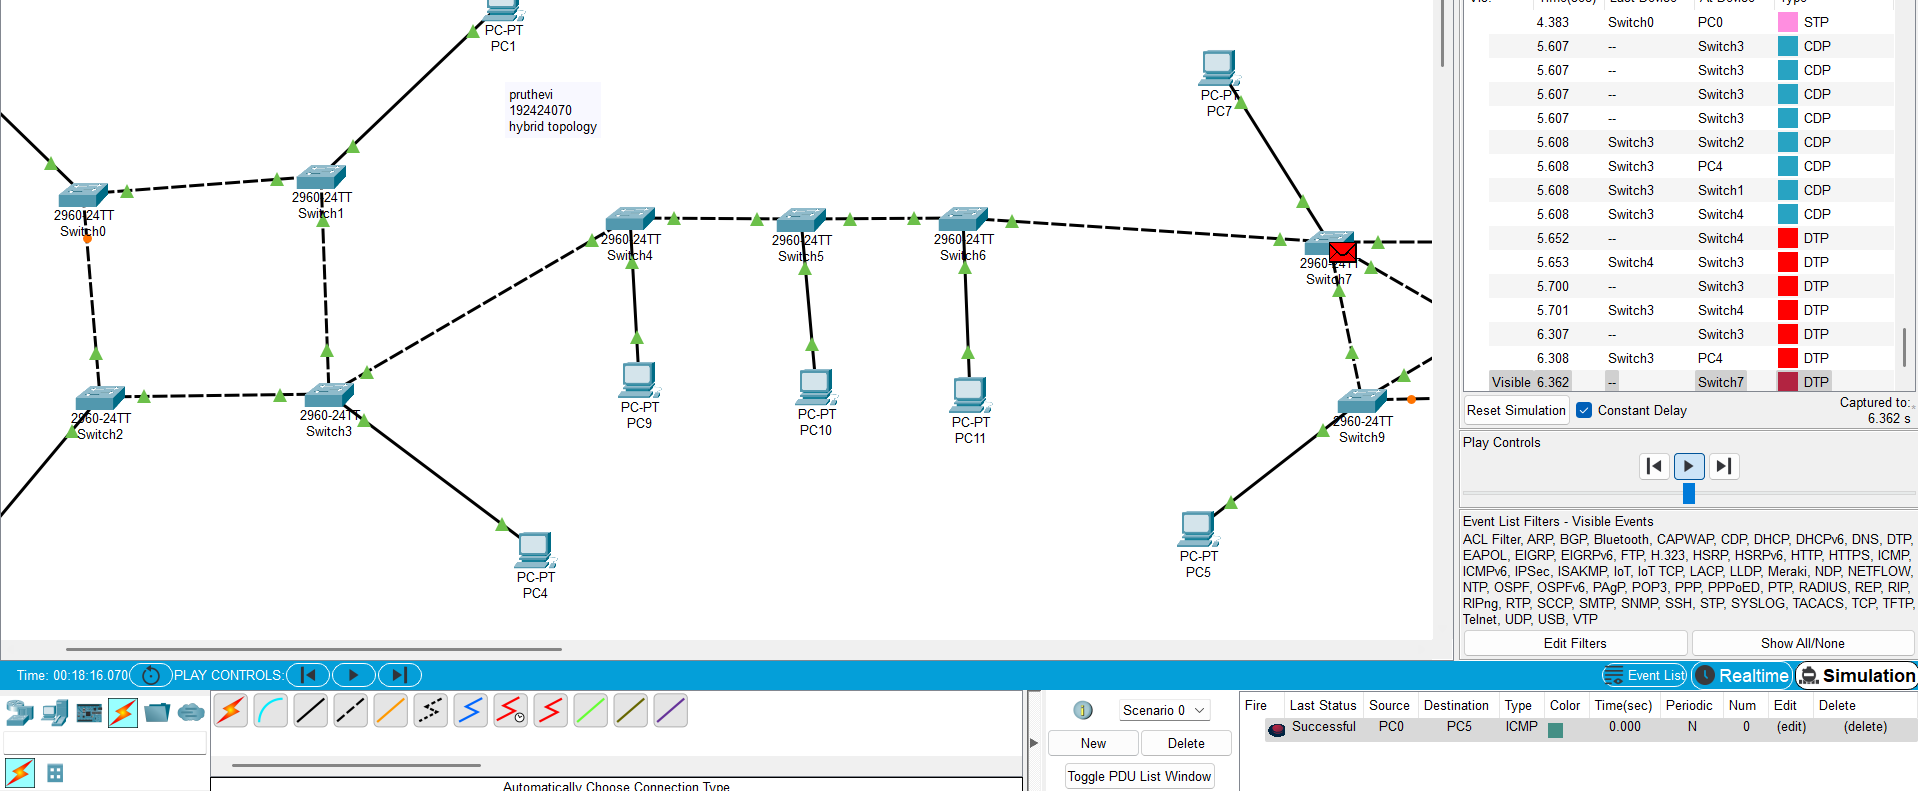 PC-PT
PC1
pruthevi
192424070
hybrid topology
PC-PT
PC7
2960-24TT
Switch0
2960-24TT
Switch1
2960-24TT
Switch4
2960-24TT
Switch5
2960-24TT
Switch6
2960-24TT
Switch7
2960-24TT
Switch2
2960-24TT
Switch3
PC-PT
PC9
PC-PT
PC10
PC-PT
PC11
2960-24TT
Switch9
PC-PT
PC4
PC-PT
PC5
Vis. Time(sec) Last Device At Device Type
4.383 Switch0 PC0 STP
5.607 -- Switch3 CDP
5.607 -- Switch3 CDP
5.607 -- Switch3 CDP
5.607 -- Switch3 CDP
5.608 Switch3 Switch2 CDP
5.608 Switch3 PC4 CDP
5.608 Switch3 Switch1 CDP
5.608 Switch3 Switch4 CDP
5.652 -- Switch4 DTP
5.653 Switch4 Switch3 DTP
5.700 -- Switch3 DTP
5.701 Switch3 Switch4 DTP
6.307 -- Switch3 DTP
6.308 Switch3 PC4 DTP
Visible 6.362 -- Switch7 DTP
Reset Simulation Constant Delay Captured to:
6.362 s
Play Controls
Event List Filters - Visible Events
ACL Filter, ARP, BGP, Bluetooth, CAPWAP, CDP, DHCP, DHCPv6, DNS, DTP,
EAPOL, EIGRP, EIGRPv6, FTP, H.323, HSRP, HSRPv6, HTTP, HTTPS, ICMP,
ICMPv6, IPSec, ISAKMP, IoT, IoT TCP, LACP, LLDP, Meraki, NDP, NETFLOW,
NTP, OSPF, OSPFv6, PAgP, POP3, PPP, PPPoED, PTP, RADIUS, REP, RIP,
RIPng, RTP, SCCP, SMTP, SNMP, SSH, STP, SYSLOG, TACACS, TCP, TFTP,
Telnet, UDP, USB, VTP
Edit Filters Show All/None
Time: 00:18:16.070 PLAY CONTROLS: Event List Realtime Simulation
Scenario 0
New Delete
Toggle PDU List Window
Fire Last Status Source Destination Type Color Time(sec) Periodic Num Edit Delete
Successful PC0 PC5 ICMP 0.000 N 0 (edit) (delete)
Automatically Choose Connection Type